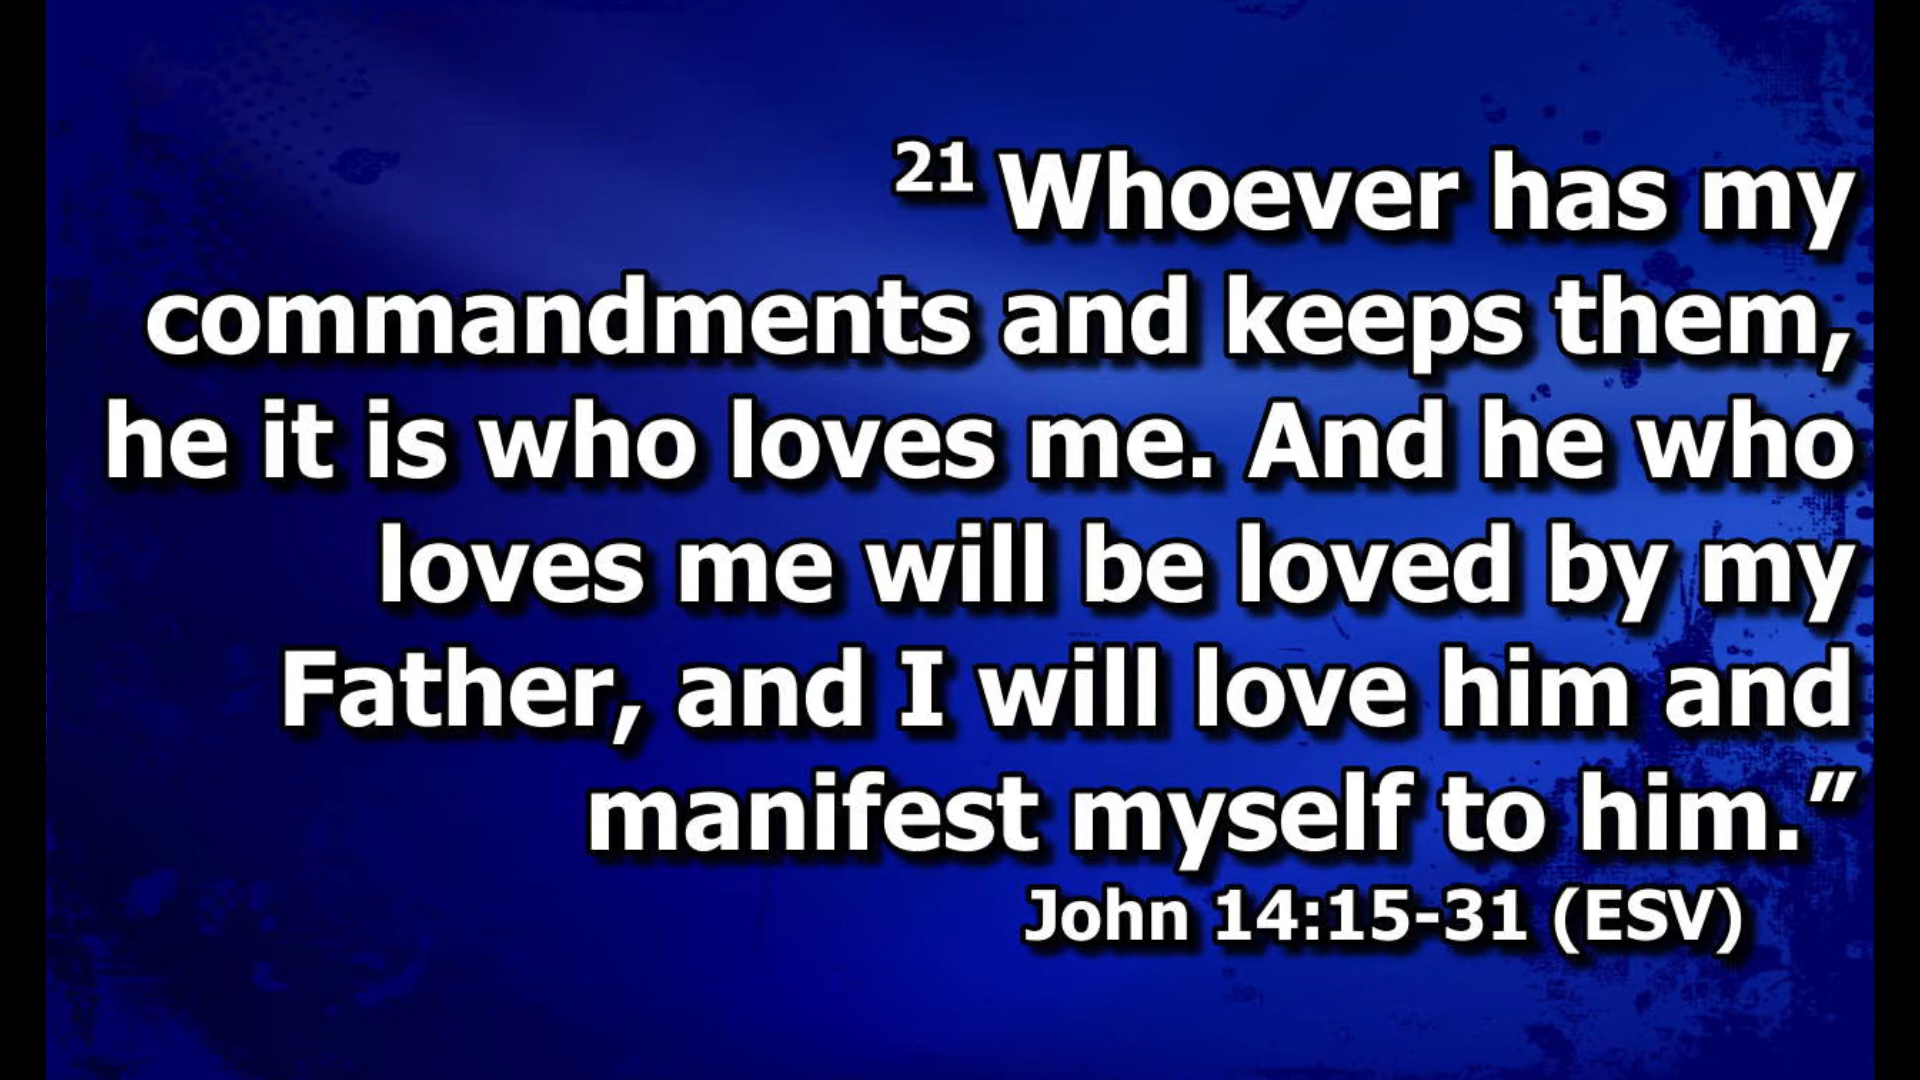 21 Whoever has my
commandments and keeps them,
he it is who loves me. And he who
loves me will be loved by my
Father, and I will love him and
manifest myself to him.”
John 14:15-31 (ESV)